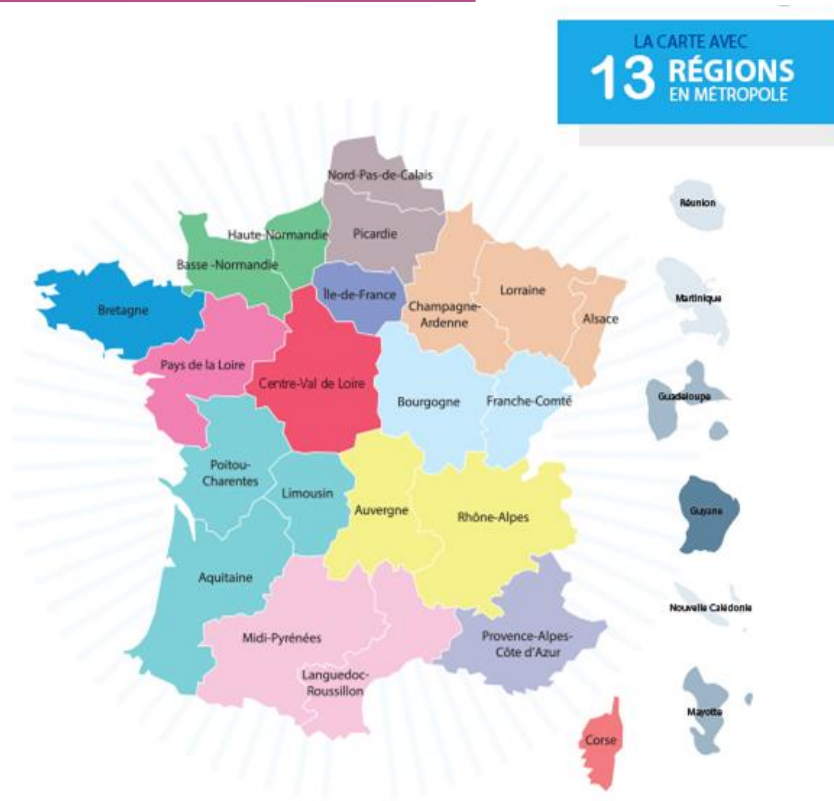 LA CARTE AVEC
13 RÉGIONS
EN MÉTROPOLE
Nord-Pas-de-Calais
Réunion
Haute-Normandie
Picardie
Basse -Normandie
Île-de-France
Lorraine
Martinique
Bretagne
Champagne-
Ardenne
Alsace
Pays de la Loire
Centre-Val de Loire
Bourgogne
Franche-Comté
Guadeloupe
Poitou-
Charentes
Limousin
Auvergne
Rhône-Alpes
Guyane
Aquitaine
Nouvelle Calédonie
Midi-Pyrénées
Provence-Alpes-
Côte d'Azur
Languedoc-
Roussillon
Mayotte
Corse